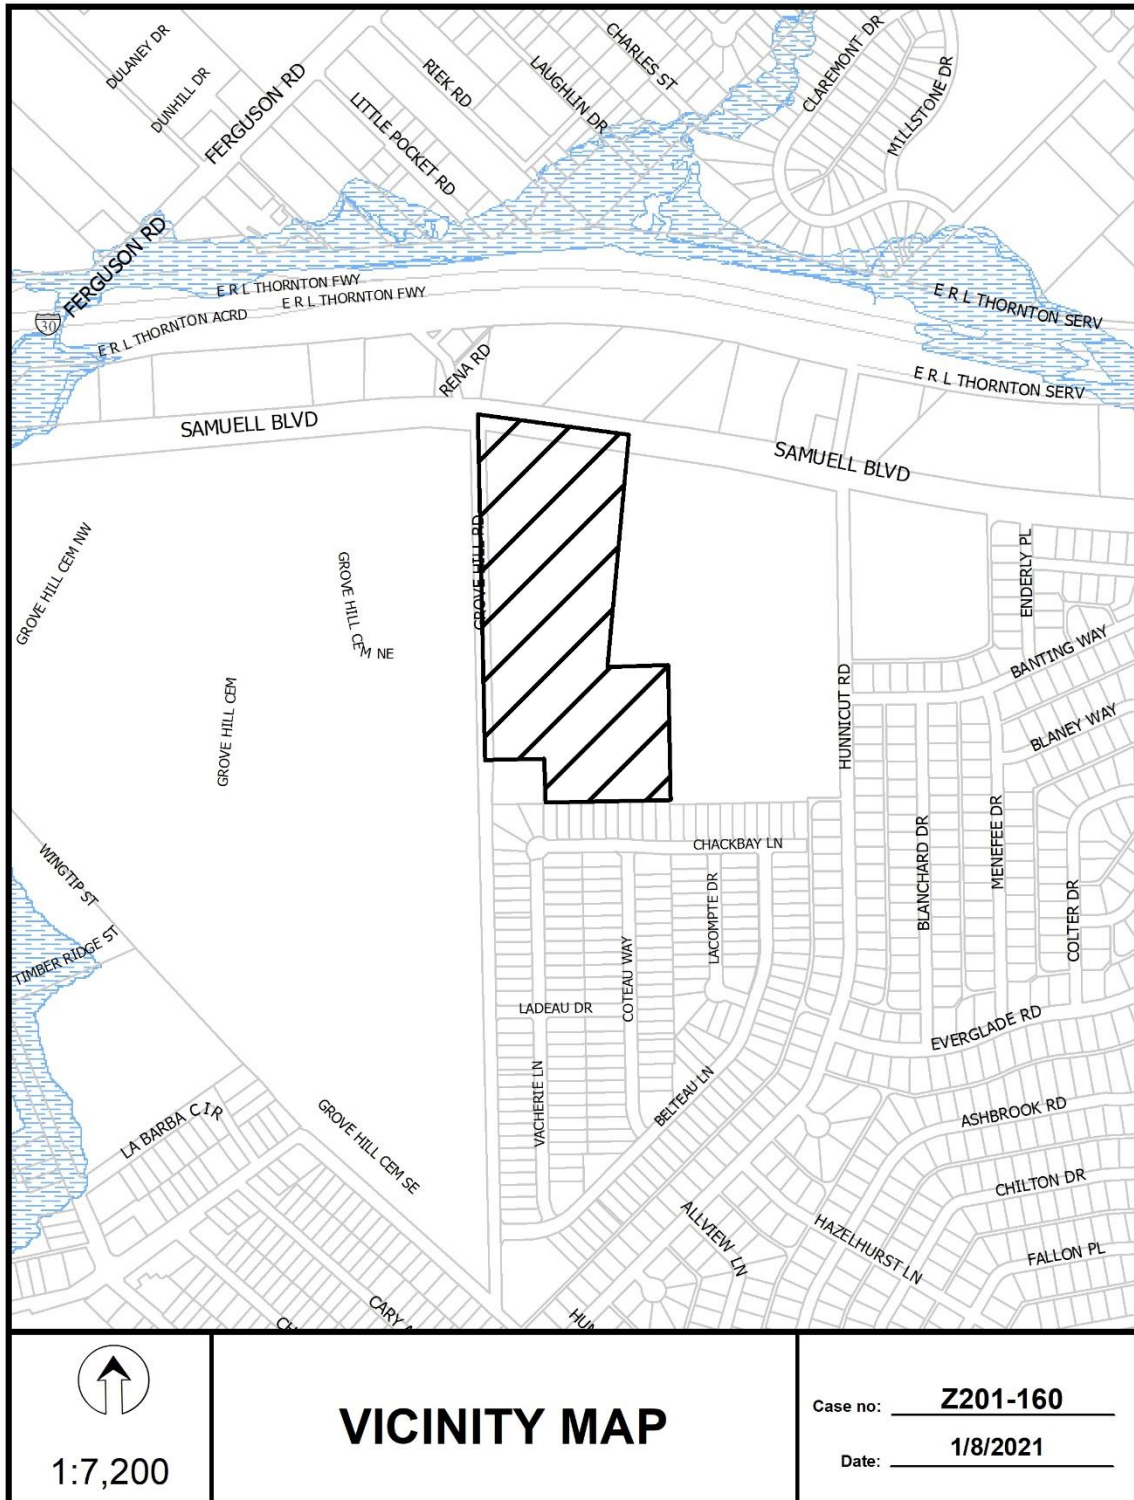 DULANEY DR
DUNHILL DR
FERGUSON RD
RIEK RD
LITTLE POCKET RD
LAUGHLIN DR
CHARLES ST
CLAREMONT DR
MILLSTONE DR
FERGUSON RD
30
E R L THORNTON FWY
E R L THORNTON FWY
E R L THORNTON ACRD
E R L THORNTON SERV
E R L THORNTON SERV
RENA RD
SAMUELL BLVD
SAMUELL BLVD
GROVE HILL RD
GROVE HILL CEM NW
GROVE HILL CEM NE
GROVE HILL CEM
ENDERLY PL
BANTING WAY
BLANEY WAY
HUNNICUT RD
BLANCHARD DR
MENEFEE DR
COLTER DR
CHACKBAY LN
LACOMPTE DR
COTEAU WAY
LADEAU DR
VACHERIE LN
BELTEAU LN
WINGTIP ST
TIMBER RIDGE ST
EVERGLADE RD
ASHBROOK RD
CHILTON DR
FALLON PL
HAZELHURST LN
ALLVIEW LN
LA BARBA CIR
GROVE HILL CEM SE
CARY
1:7,200
VICINITY MAP
Case no: Z201-160
Date: 1/8/2021